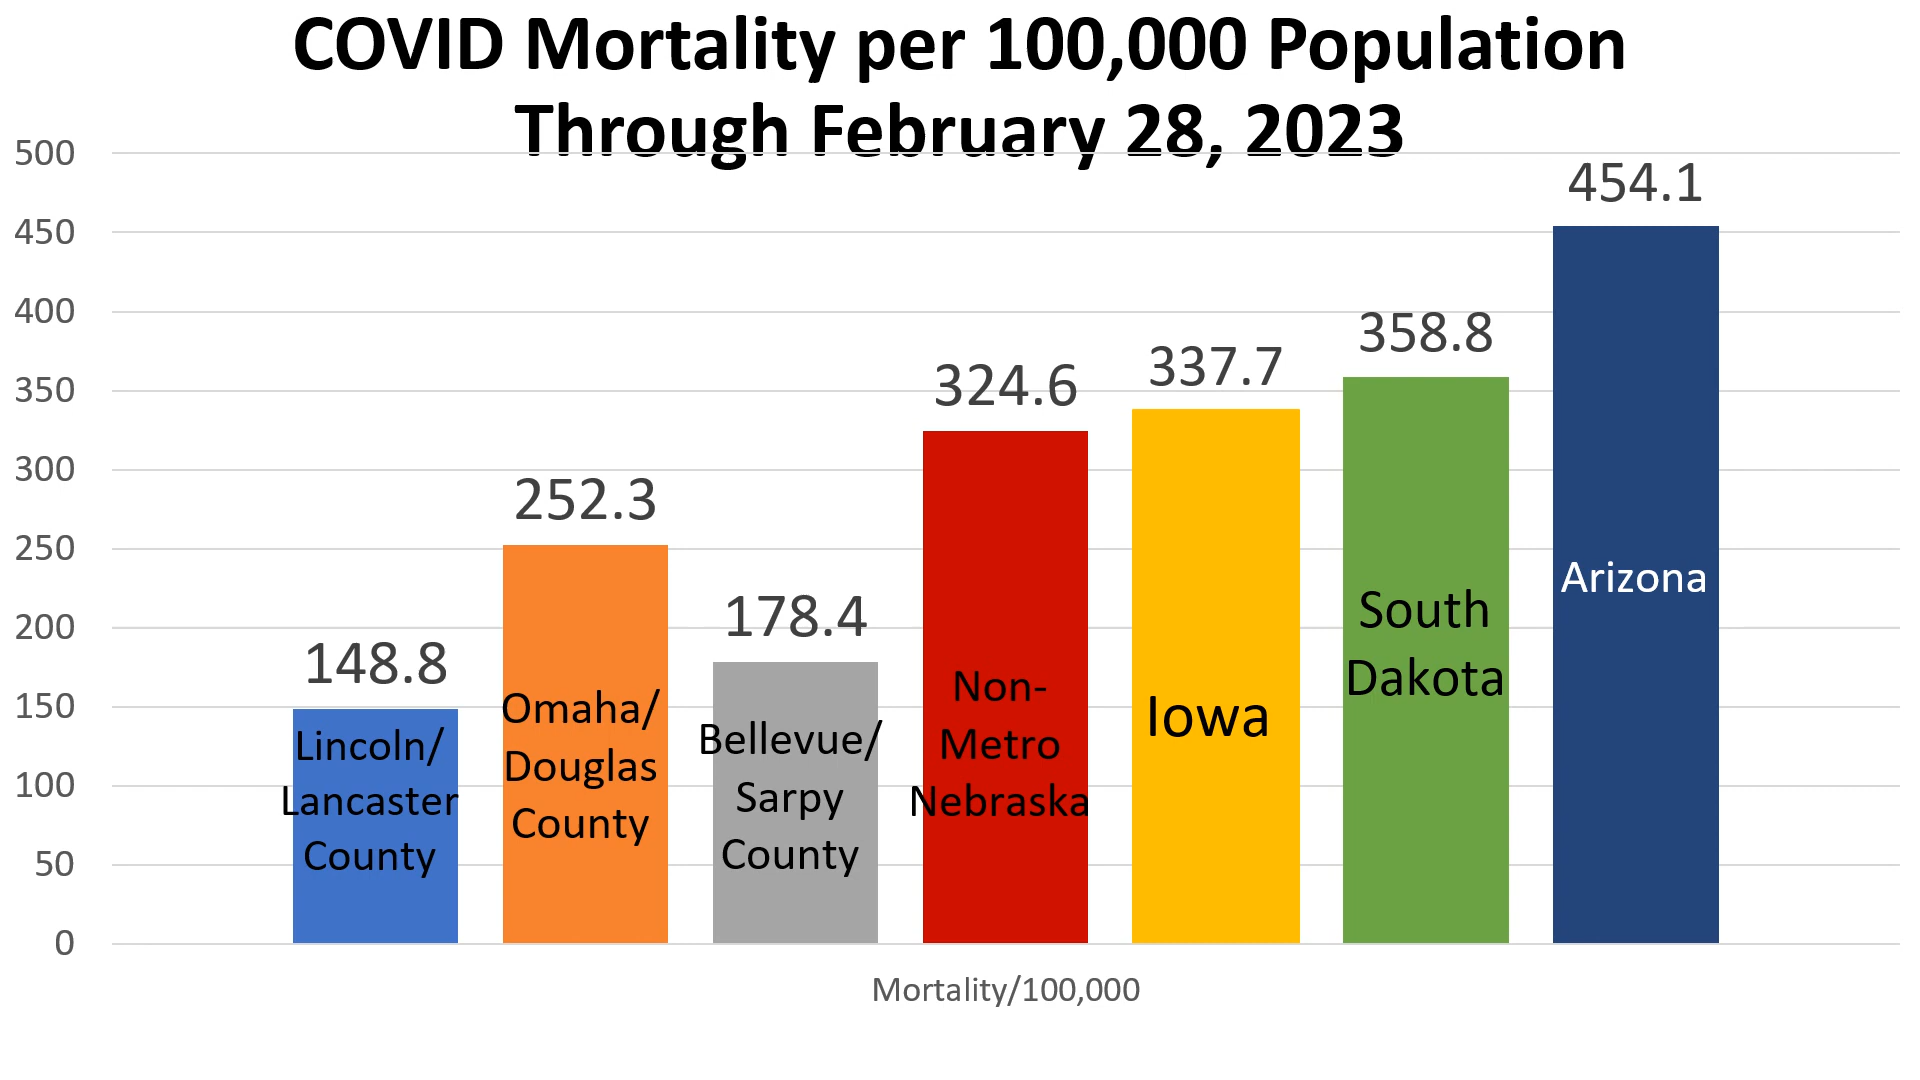 COVID Mortality per 100,000 Population
Through February 28, 2023
500
450
400
350
300
250
200
150
100
50
0
148.8
252.3
178.4
324.6
337.7
358.8
454.1
Lincoln/
Lancaster
County
Omaha/
Douglas
County
Bellevue/
Sarpy
County
Non-
Metro
Nebraska
Iowa
South
Dakota
Arizona
Mortality/100,000